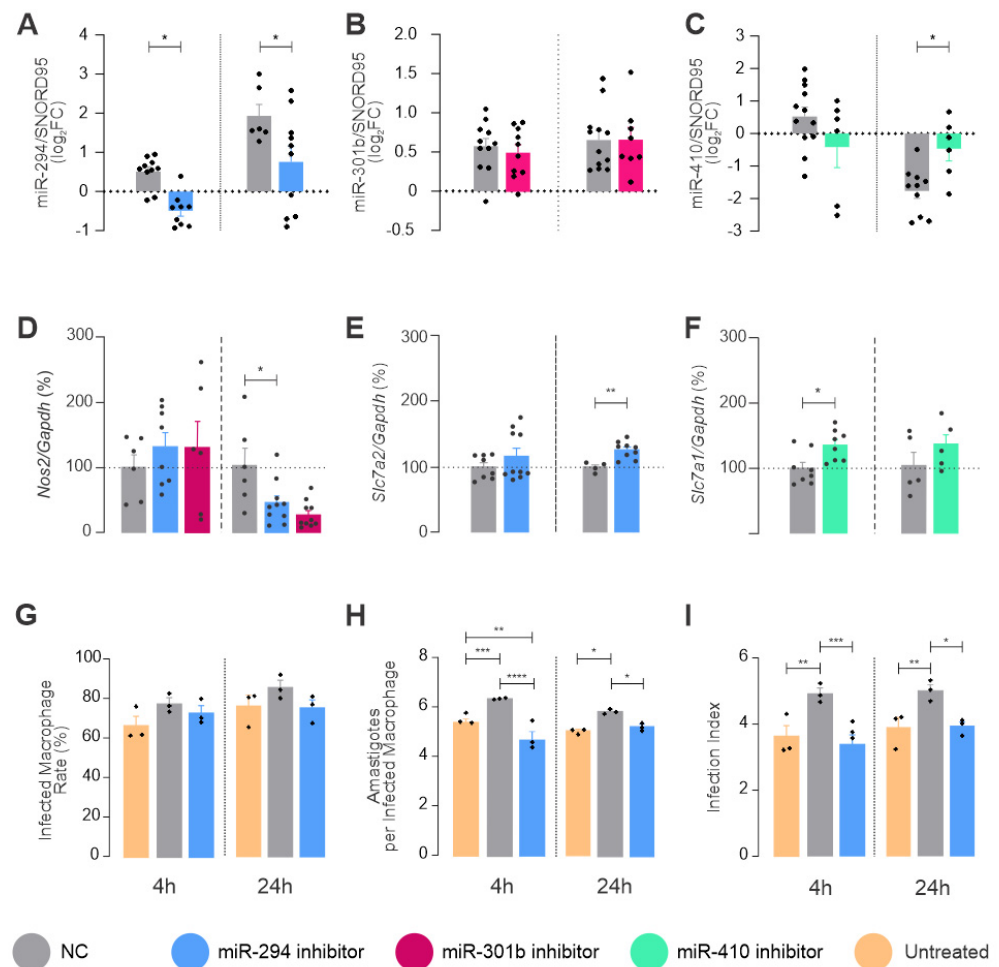 A
miR-294/SNORD95
(log₂FC)
4
3
2
1
0
-1
*
*
B
miR-301b/SNORD95
(log₂FC)
2.0
1.5
1.0
0.5
0
-0.5
C
miR-410/SNORD95
(log₂FC)
3
2
1
0
-1
-2
-3
*
D
Nos2/Gapdh (%)
300
200
100
0
*
E
Slc7a2/Gapdh (%)
300
200
100
0
**
F
Slc7a1/Gapdh (%)
300
200
100
0
*
G
Infected Macrophage
Rate (%)
100
80
60
40
20
0
4h
24h
H
Amastigotes
per Infected Macrophage
8
6
4
2
0
**
***
****
*
*
4h
24h
I
Infection Index
6
4
2
0
**
***
**
*
4h
24h
NC
miR-294 inhibitor
miR-301b inhibitor
miR-410 inhibitor
Untreated